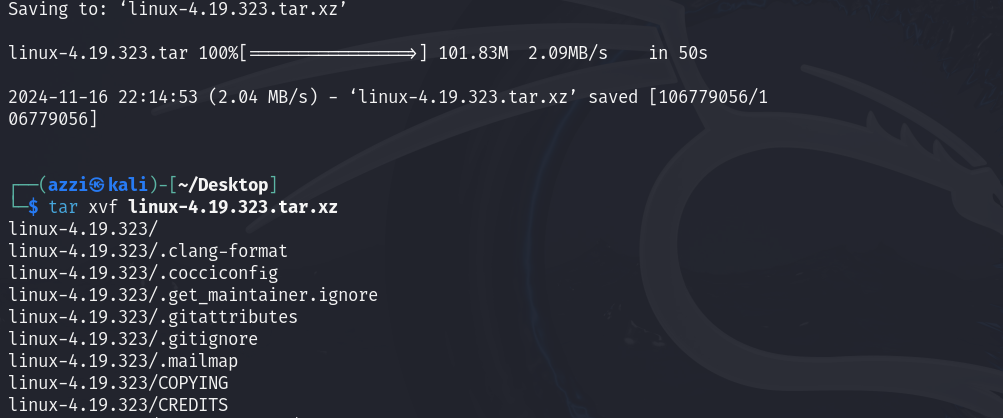 Saving to: ‘linux-4.19.323.tar.xz’
linux-4.19.323.tar 100%[================>] 101.83M 2.09MB/s in 50s
2024-11-16 22:14:53 (2.04 MB/s) - ‘linux-4.19.323.tar.xz’ saved [106779056/1
06779056]
┌──(azzi㉿kali)-[~/Desktop]
└─$ tar xvf linux-4.19.323.tar.xz
linux-4.19.323/
linux-4.19.323/.clang-format
linux-4.19.323/.cocciconfig
linux-4.19.323/.get_maintainer.ignore
linux-4.19.323/.gitattributes
linux-4.19.323/.gitignore
linux-4.19.323/.mailmap
linux-4.19.323/COPYING
linux-4.19.323/CREDITS